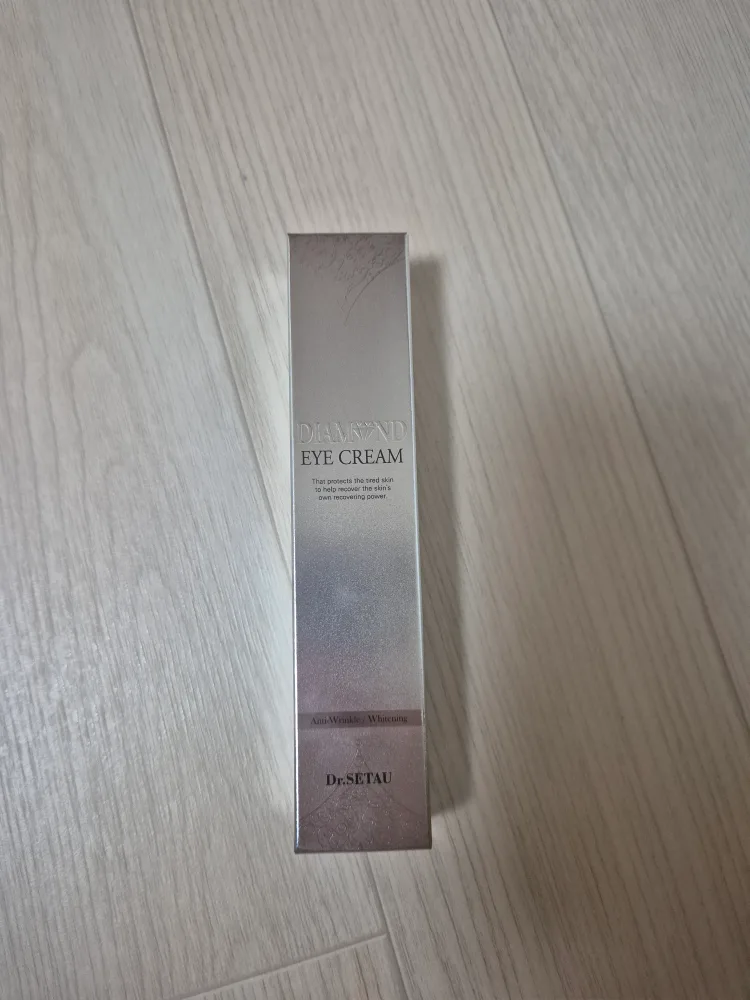 DIAMOND
EYE CREAM
That protects the tired skin
to help recover the skin's
own recovering power.
Anti-Wrinkle / Whitening
Dr.SETAU